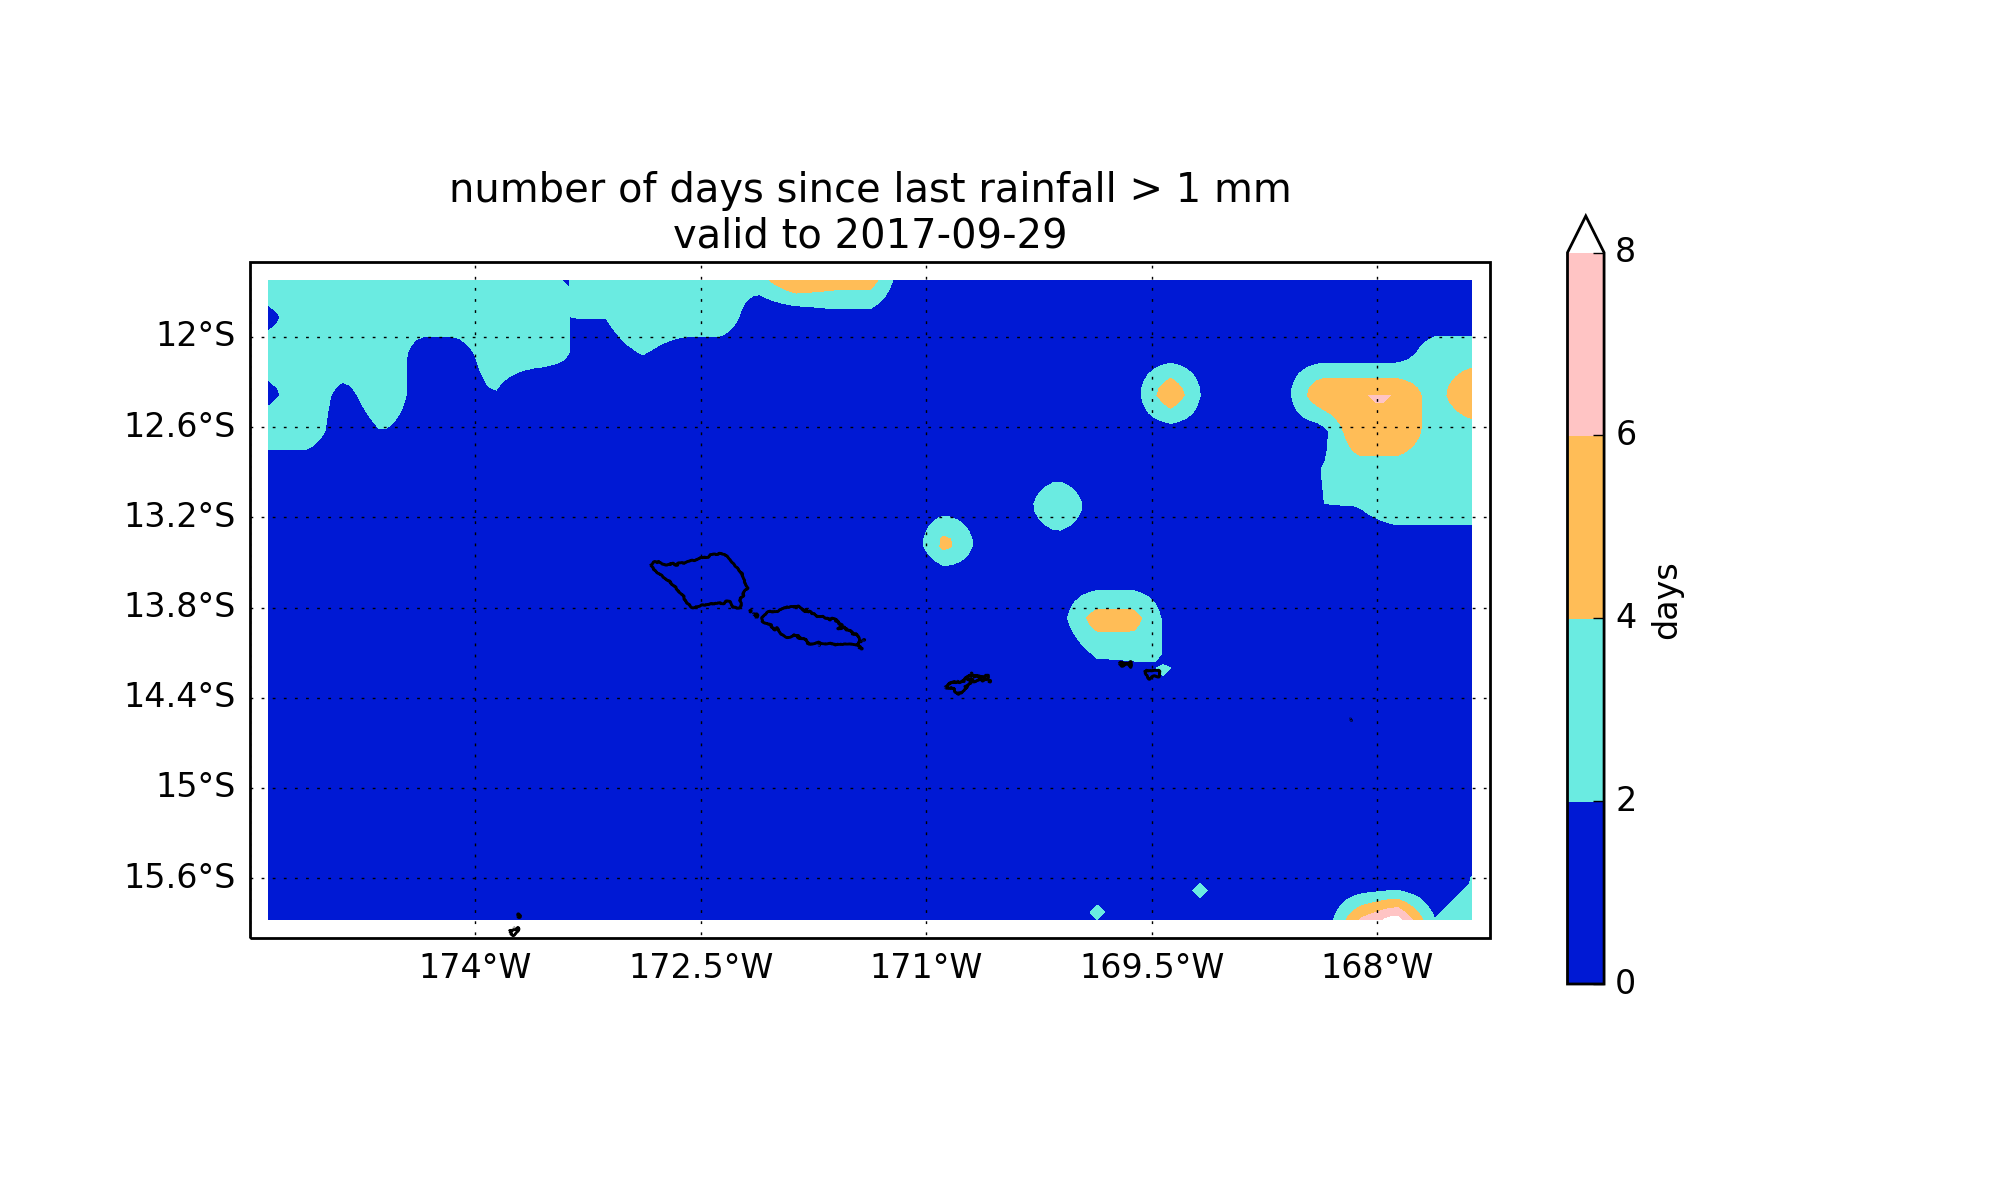 number of days since last rainfall > 1 mm
valid to 2017-09-29
12°S
12.6°S
13.2°S
13.8°S
14.4°S
15°S
15.6°S
174°W
172.5°W
171°W
169.5°W
168°W
8
6
4
2
0
days